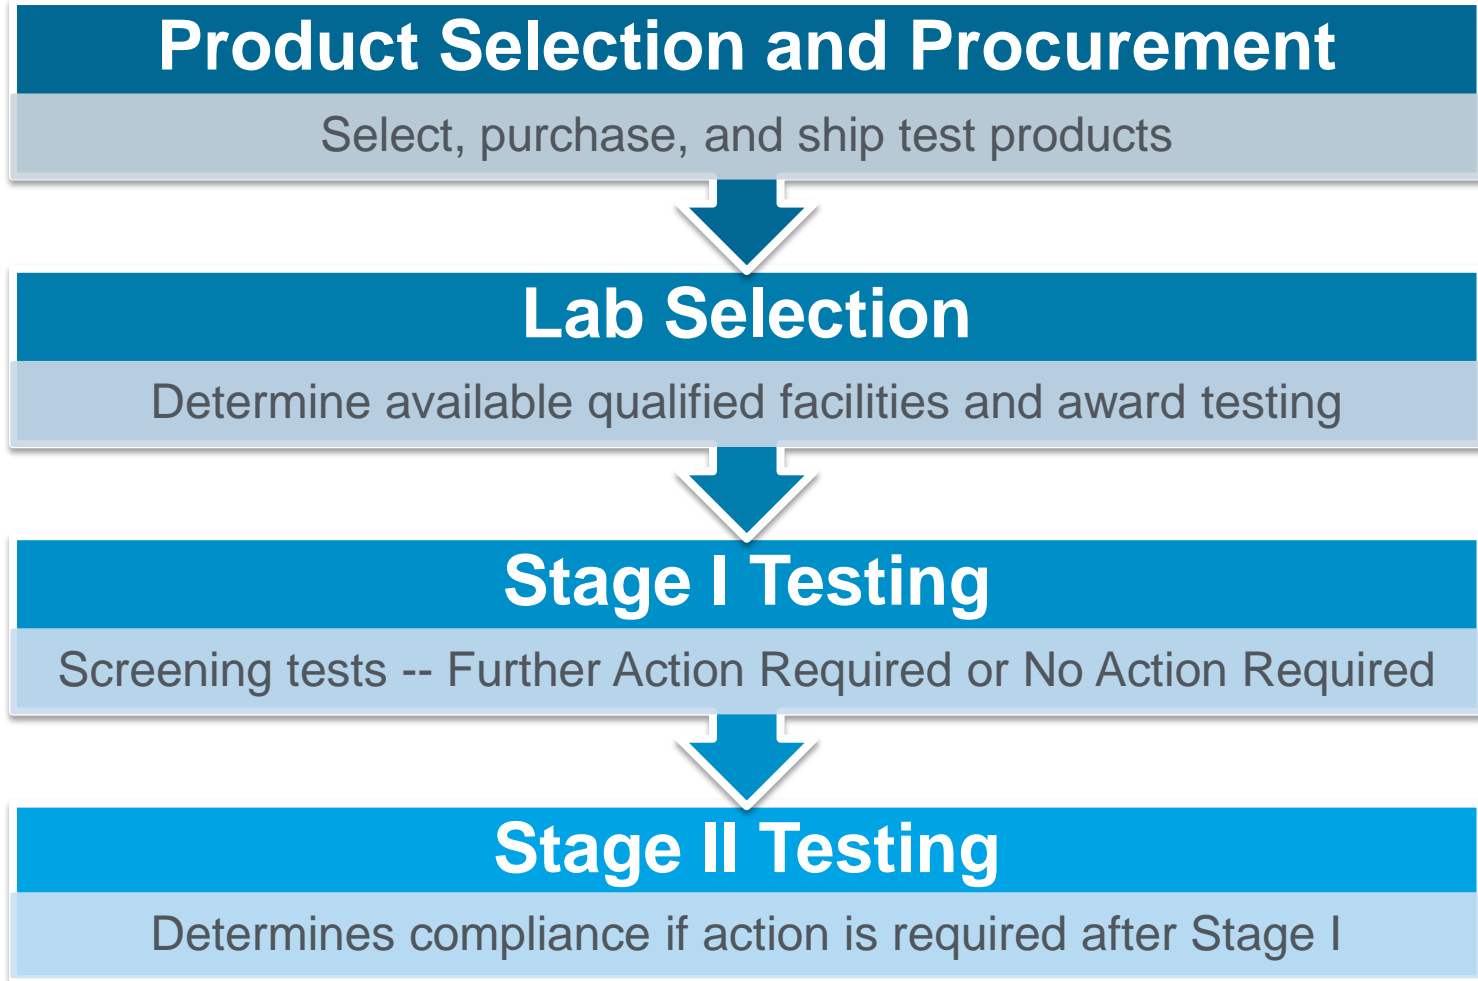 Product Selection and Procurement
Select, purchase, and ship test products
Lab Selection
Determine available qualified facilities and award testing
Stage I Testing
Screening tests -- Further Action Required or No Action Required
Stage II Testing
Determines compliance if action is required after Stage I